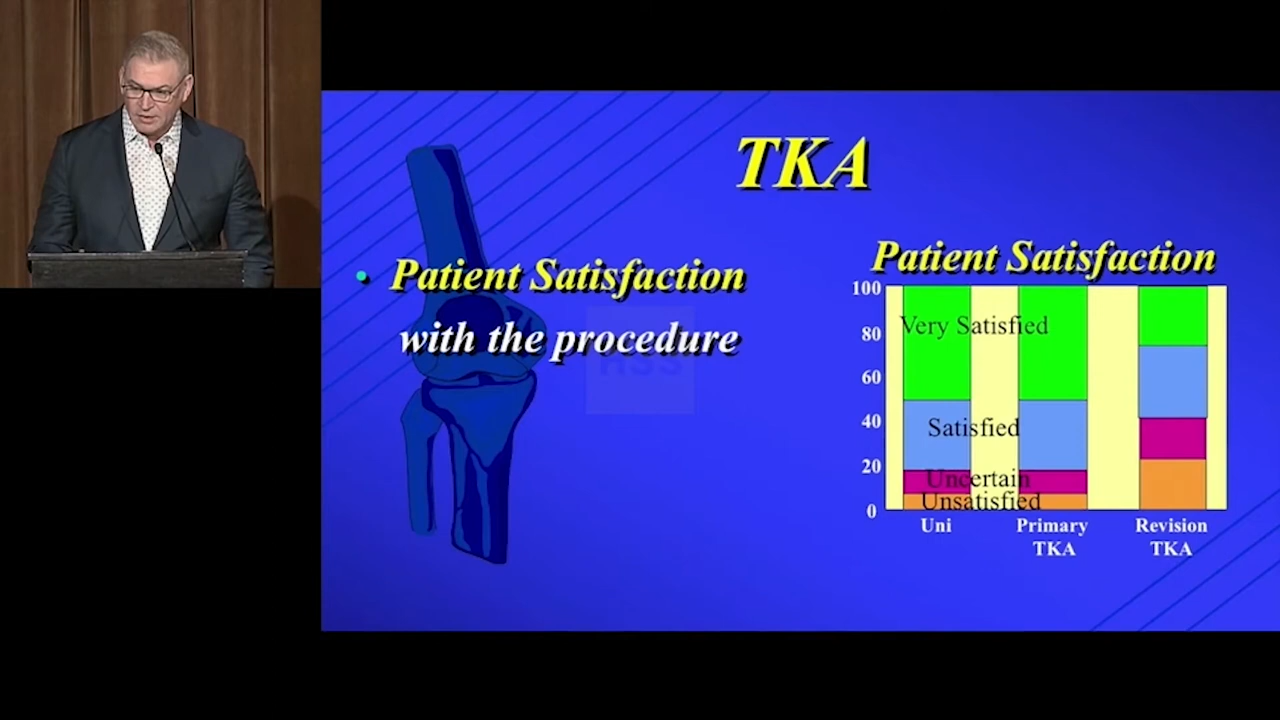 TKA
• Patient Satisfaction
with the procedure
HSS
Patient Satisfaction
100
80
60
40
20
0
Very Satisfied
Satisfied
Uncertain
Unsatisfied
Uni
Primary
TKA
Revision
TKA